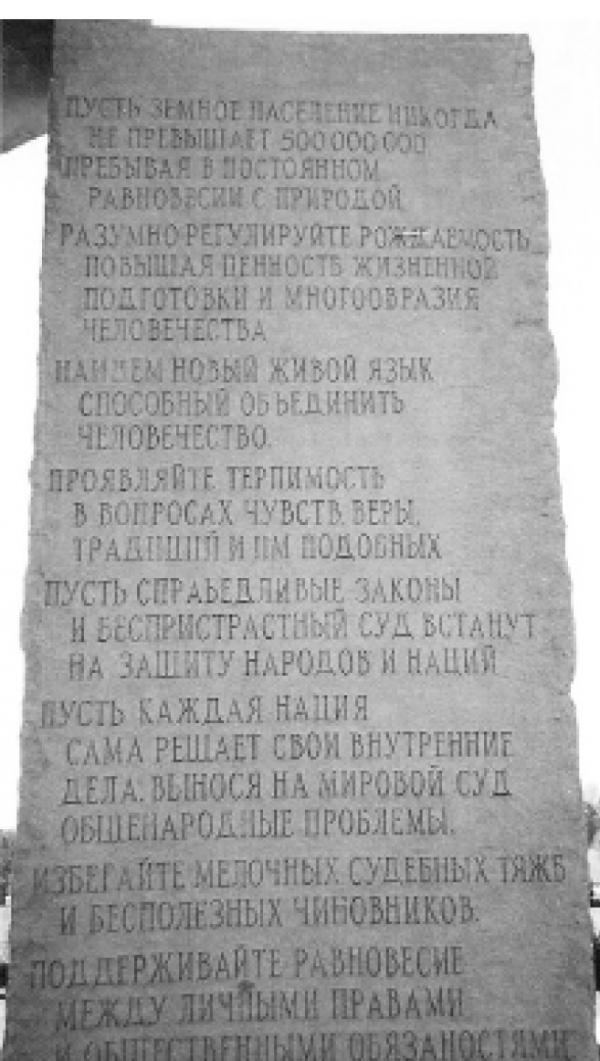 ПУСТЬ ЗЕМНОЕ НАСЕЛЕНИЕ НИКОГДА
НЕ ПРЕВЫШАЕТ 500.000.000
ПРЕБЫВАЯ В ПОСТОЯННОМ
РАВНОВЕСИИ С ПРИРОДОЙ
РАЗУМНО РЕГУЛИРУЙТЕ РОЖДАЕМОСТЬ,
ПОВЫШАЯ ЦЕННОСТЬ ЖИЗНЕННОЙ
ПОДГОТОВКИ И МНОГООБРАЗИЯ
ЧЕЛОВЕЧЕСТВА
НАЙДЕМ НОВЫЙ ЖИВОЙ ЯЗЫК
СПОСОБНЫЙ ОБЪЕДИНИТЬ
ЧЕЛОВЕЧЕСТВО.
ПРОЯВЛЯЙТЕ ТЕРПИМОСТЬ
В ВОПРОСАХ ЧУВСТВ, ВЕРЫ,
ТРАДИЦИЙ И ИМ ПОДОБНЫХ
ПУСТЬ СПРАВЕДЛИВЫЕ ЗАКОНЫ
И БЕСПРИСТРАСТНЫЙ СУД ВСТАНУТ
НА ЗАЩИТУ НАРОДОВ И НАЦИЙ
ПУСТЬ КАЖДАЯ НАЦИЯ
САМА РЕШАЕТ СВОИ ВНУТРЕННИЕ
ДЕЛА, ВЫНОСЯ НА МИРОВОЙ СУД
ОБЩЕНАРОДНЫЕ ПРОБЛЕМЫ.
ИЗБЕГАЙТЕ МЕЛОЧНЫХ СУДЕБНЫХ ТЯЖБ
И БЕСПОЛЕЗНЫХ ЧИНОВНИКОВ.
ПОДДЕРЖИВАЙТЕ РАВНОВЕСИЕ
МЕЖДУ ЛИЧНЫМИ ПРАВАМИ
И ОБЩЕСТВЕННЫМИ ОБЯЗАНОСТЯМИ